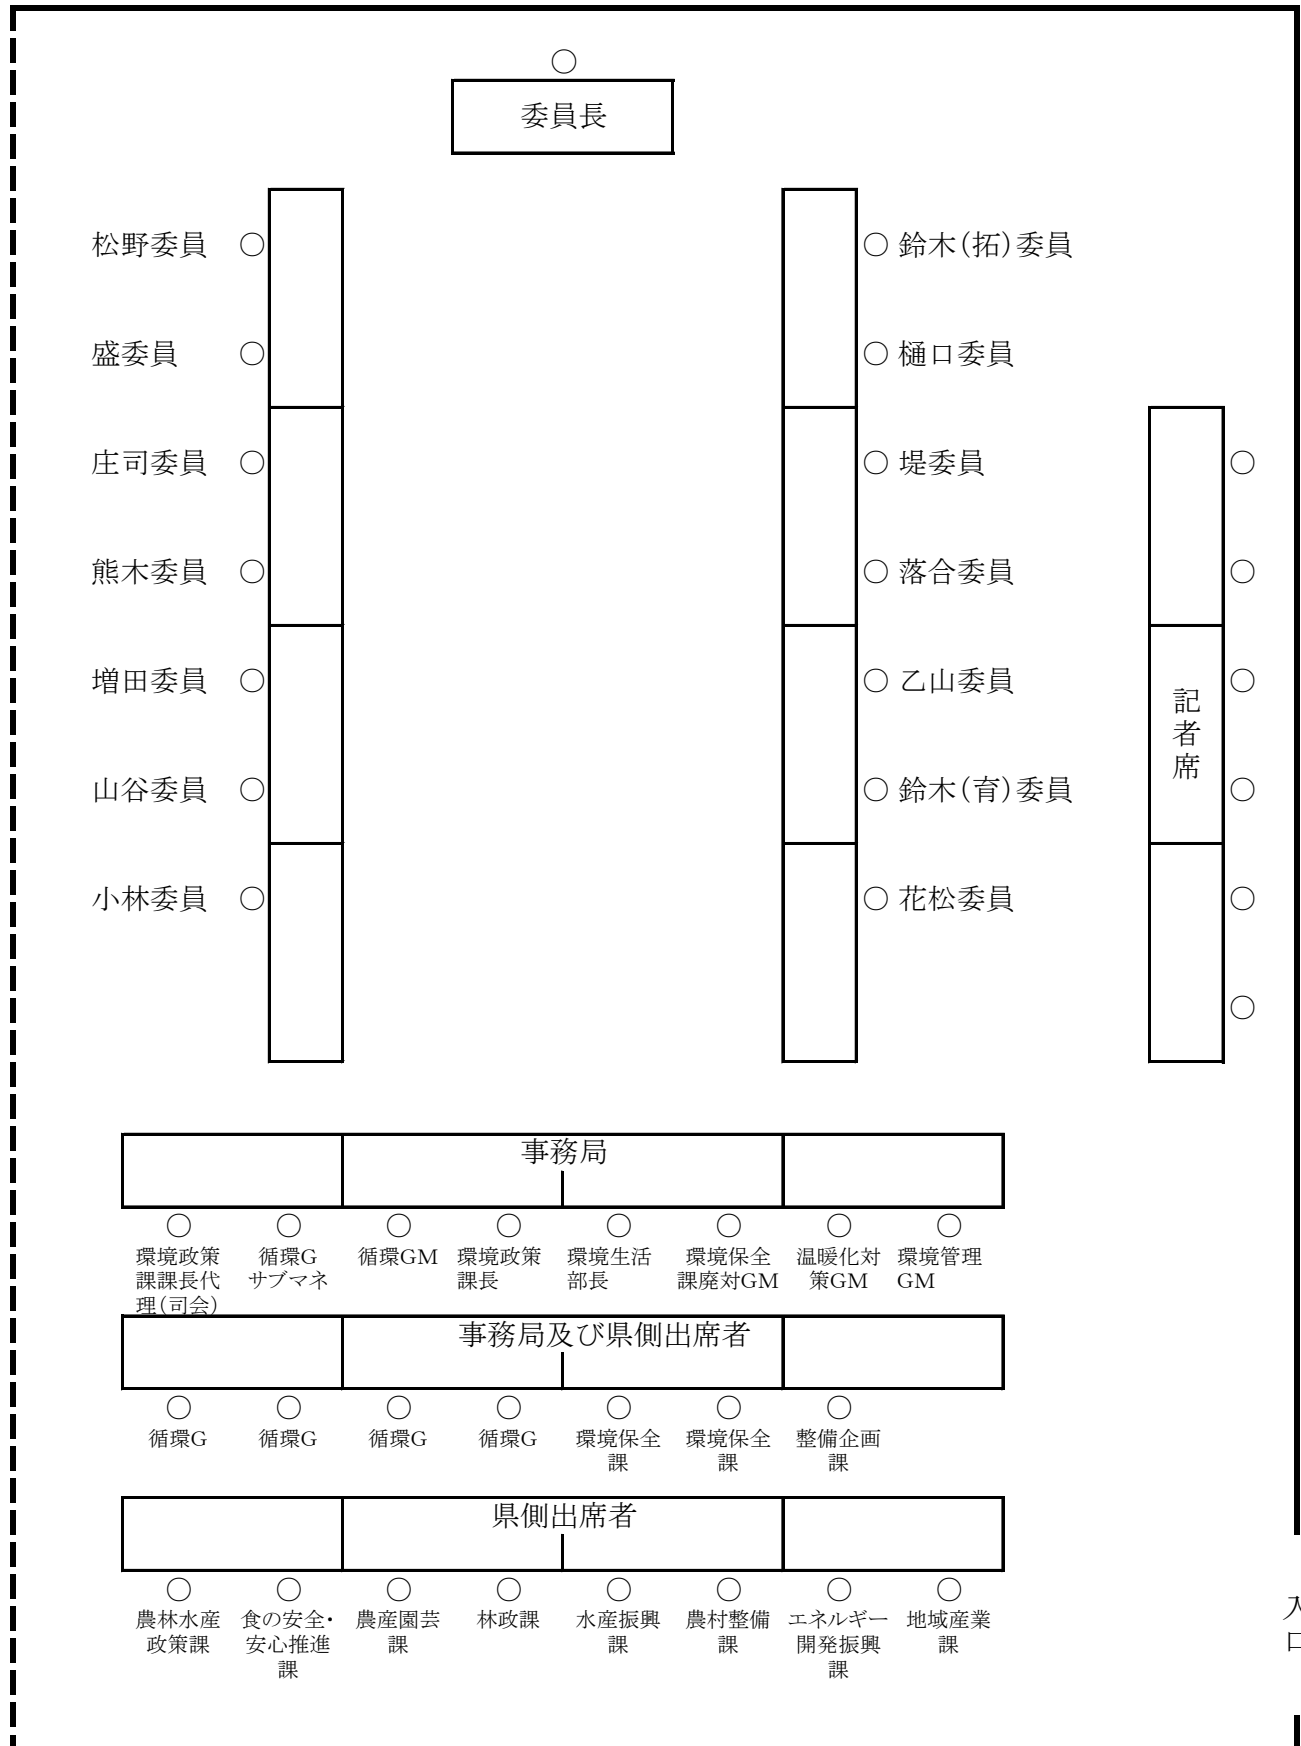 ○
委員長
松野委員 ○ ○ 鈴木(拓)委員
盛委員 ○ ○ 樋口委員
庄司委員 ○ ○ 堤委員 ○
熊木委員 ○ ○ 落合委員 ○
増田委員 ○ ○ 乙山委員 ○
記者席
山谷委員 ○ ○ 鈴木(育)委員 ○
小林委員 ○ ○ 花松委員 ○
○
事務局
○ ○ ○ ○ ○ ○ ○ ○
環境政策
課課長代
理(司会)
循環G
サブマネ
循環GM
環境政策
課長
環境生活
部長
環境保全
課廃対GM
温暖化対
策GM
環境管理
GM
事務局及び県側出席者
○ ○ ○ ○ ○ ○ ○
循環G
循環G
循環G
循環G
環境保全
課
環境保全
課
整備企画
課
県側出席者
○ ○ ○ ○ ○ ○ ○ ○
農林水産
政策課
食の安全・
安心推進
課
農産園芸
課
林政課
水産振興
課
農村整備
課
エネルギー
開発振興
課
地域産業
課
入
口